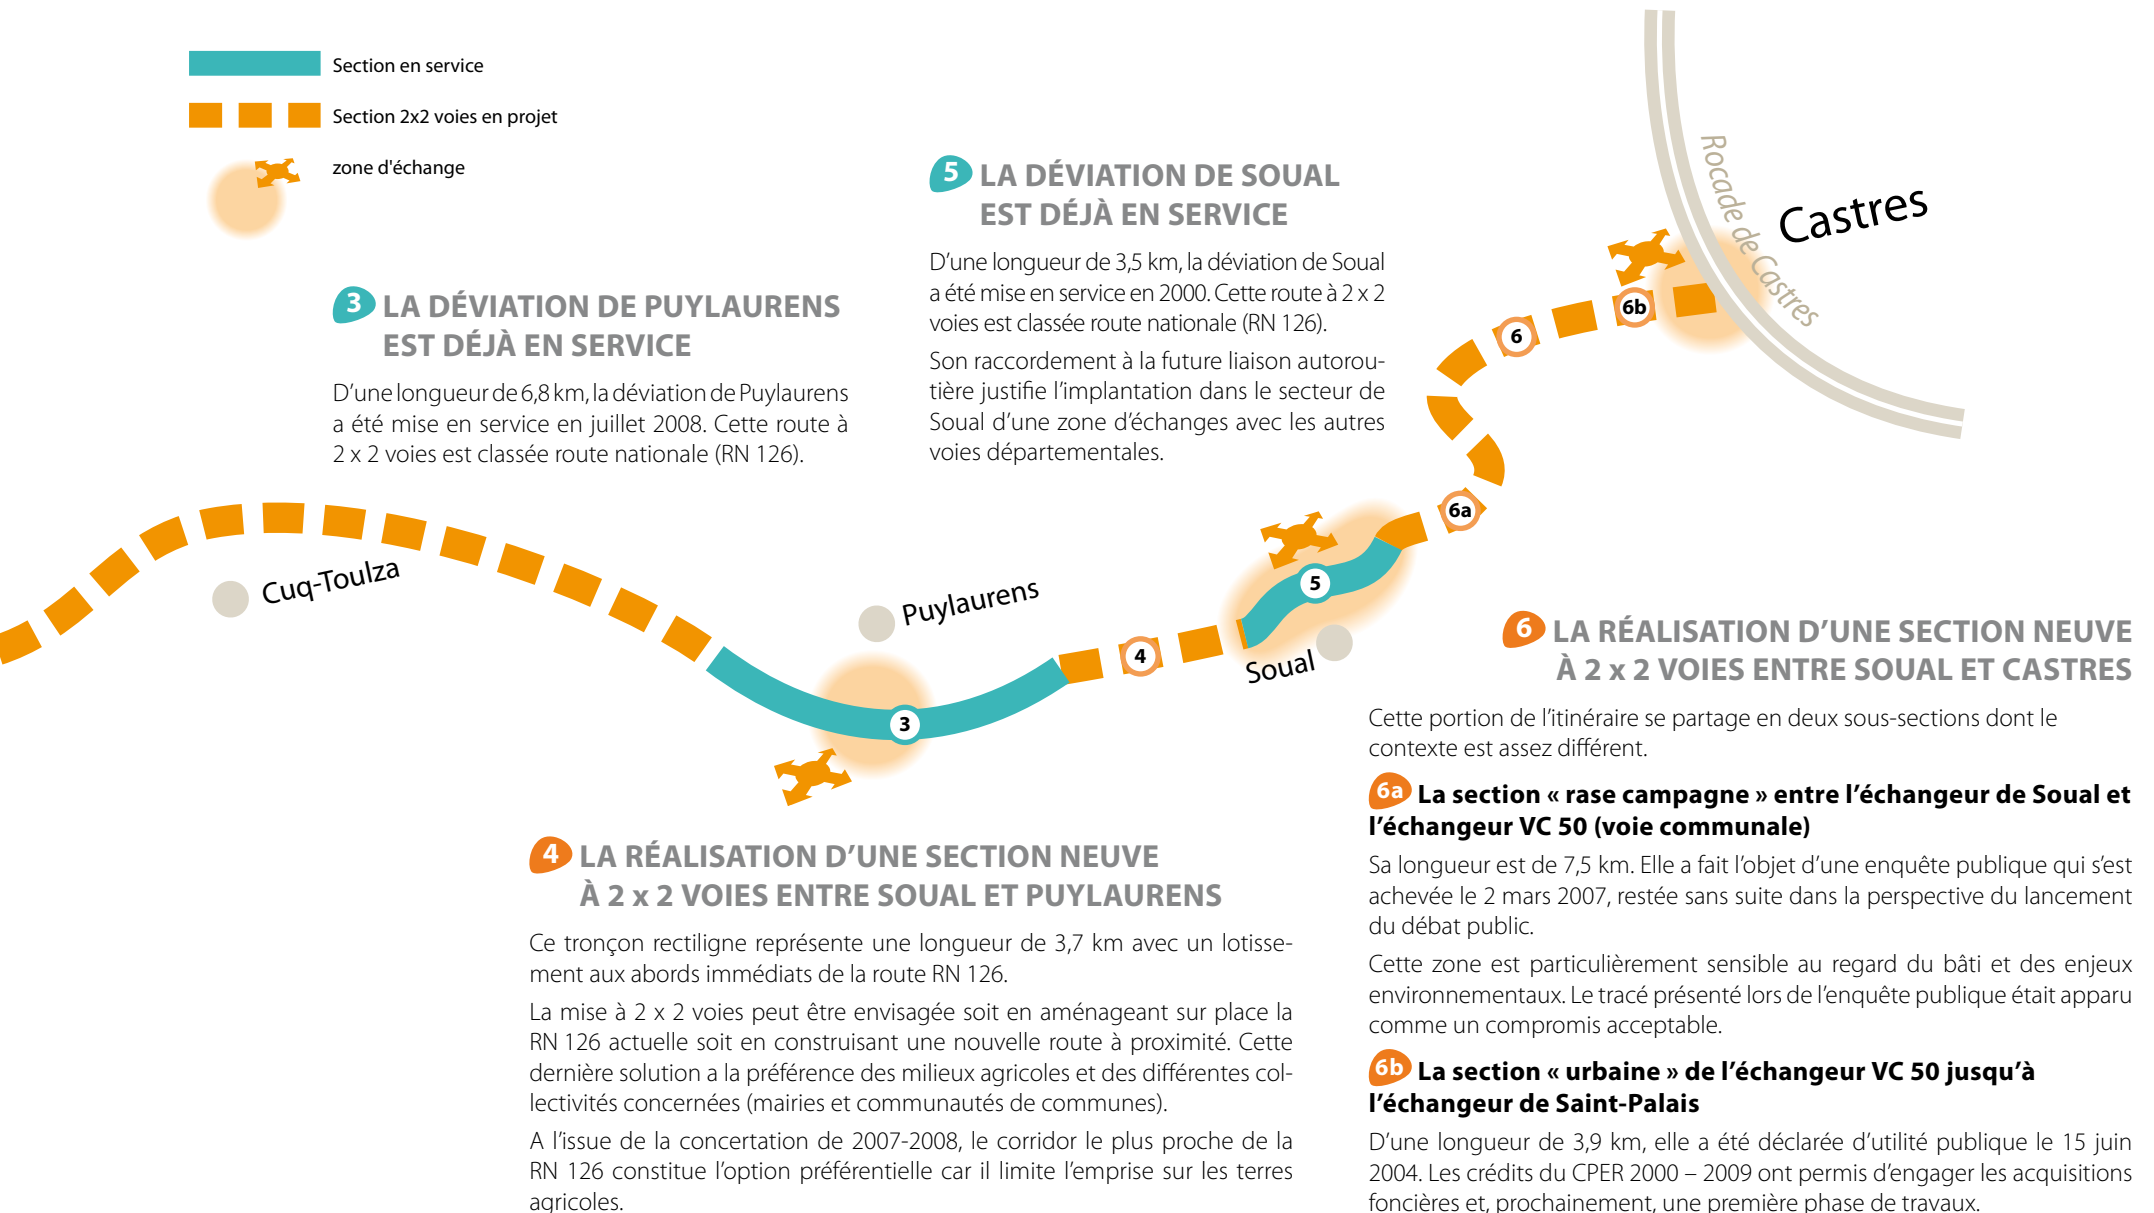 Section en service
Section 2x2 voies en projet
zone d'échange
3 LA DÉVIATION DE PUYLAURENS
EST DÉJÀ EN SERVICE
D’une longueur de 6,8 km, la déviation de Puylaurens
a été mise en service en juillet 2008. Cette route à
2 x 2 voies est classée route nationale (RN 126).
5 LA DÉVIATION DE SOUAL
EST DÉJÀ EN SERVICE
D’une longueur de 3,5 km, la déviation de Soual
a été mise en service en 2000. Cette route à 2 x 2
voies est classée route nationale (RN 126).
Son raccordement à la future liaison autorou-
tière justifie l’implantation dans le secteur de
Soual d’une zone d’échanges avec les autres
voies départementales.
Rocade de Castres
Castres
6b
6
6a
5
4
3
Cuq-Toulza
Puylaurens
Soual
4 LA RÉALISATION D’UNE SECTION NEUVE
À 2 x 2 VOIES ENTRE SOUAL ET PUYLAURENS
Ce tronçon rectiligne représente une longueur de 3,7 km avec un lotisse-
ment aux abords immédiats de la route RN 126.
La mise à 2 x 2 voies peut être envisagée soit en aménageant sur place la
RN 126 actuelle soit en construisant une nouvelle route à proximité. Cette
dernière solution a la préférence des milieux agricoles et des différentes col-
lectivités concernées (mairies et communautés de communes).
A l’issue de la concertation de 2007-2008, le corridor le plus proche de la
RN 126 constitue l’option préférentielle car il limite l’emprise sur les terres
agricoles.
6 LA RÉALISATION D’UNE SECTION NEUVE
À 2 x 2 VOIES ENTRE SOUAL ET CASTRES
Cette portion de l’itinéraire se partage en deux sous-sections dont le
contexte est assez différent.
6a La section « rase campagne » entre l’échangeur de Soual et
l’échangeur VC 50 (voie communale)
Sa longueur est de 7,5 km. Elle a fait l’objet d’une enquête publique qui s’est
achevée le 2 mars 2007, restée sans suite dans la perspective du lancement
du débat public.
Cette zone est particulièrement sensible au regard du bâti et des enjeux
environnementaux. Le tracé présenté lors de l’enquête publique était apparu
comme un compromis acceptable.
6b La section « urbaine » de l’échangeur VC 50 jusqu’à
l’échangeur de Saint-Palais
D’une longueur de 3,9 km, elle a été déclarée d’utilité publique le 15 juin
2004. Les crédits du CPER 2000 – 2009 ont permis d’engager les acquisitions
foncières et, prochainement, une première phase de travaux.